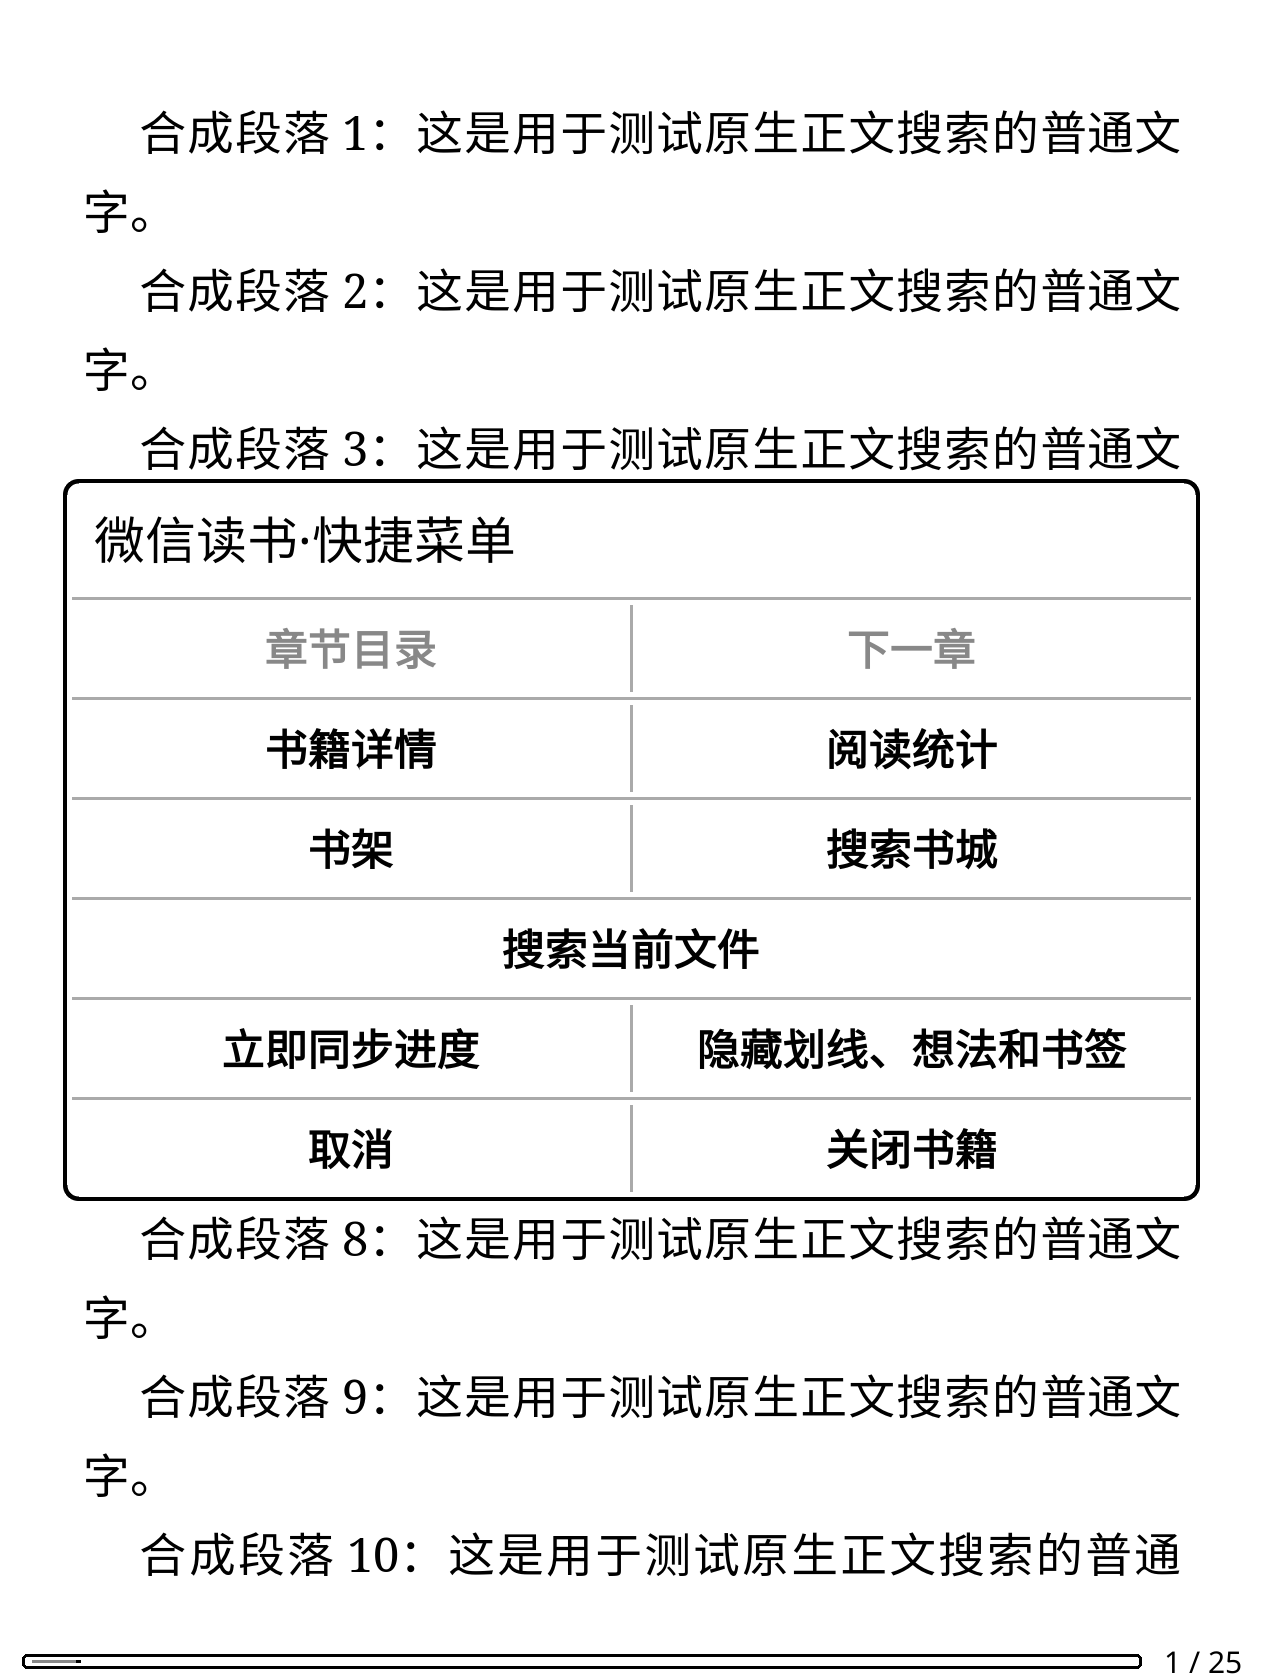 合成段落 1：这是用于测试原生正文搜索的普通文
字。
合成段落 2：这是用于测试原生正文搜索的普通文
字。
合成段落 3：这是用于测试原生正文搜索的普通文
微信读书·快捷菜单
章节目录
下一章
书籍详情
阅读统计
书架
搜索书城
搜索当前文件
立即同步进度
隐藏划线、想法和书签
取消
关闭书籍
合成段落 8：这是用于测试原生正文搜索的普通文
字。
合成段落 9：这是用于测试原生正文搜索的普通文
字。
合成段落 10：这是用于测试原生正文搜索的普通
1 / 25